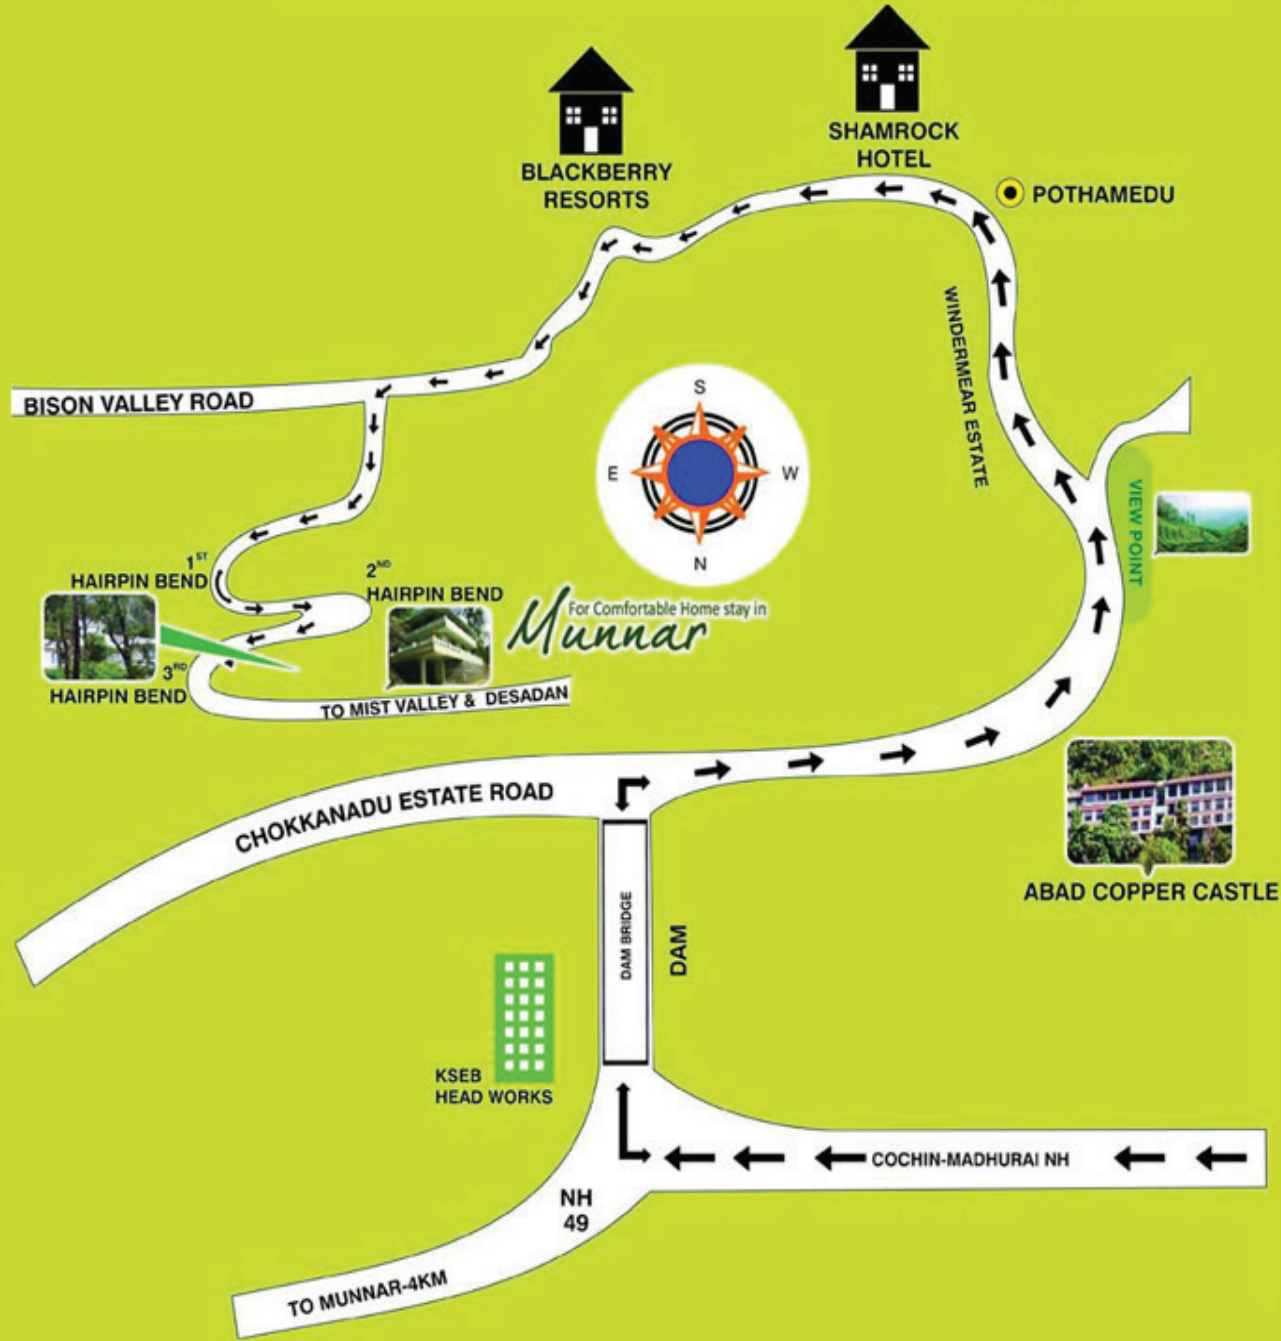 SHAMROCK
HOTEL
BLACKBERRY
RESORTS
POTHAMEDU
WINDERMEAR ESTATE
BISON VALLEY ROAD
S
E
W
N
VIEW POINT
1ST
HAIRPIN BEND
2ND
HAIRPIN BEND
For Comfortable Home stay in
Munnar
3RD
HAIRPIN BEND
TO MIST VALLEY & DESADAN
CHOKKANADU ESTATE ROAD
ABAD COPPER CASTLE
DAM BRIDGE
DAM
KSEB
HEAD WORKS
COCHIN-MADHURAI NH
NH
49
TO MUNNAR-4KM